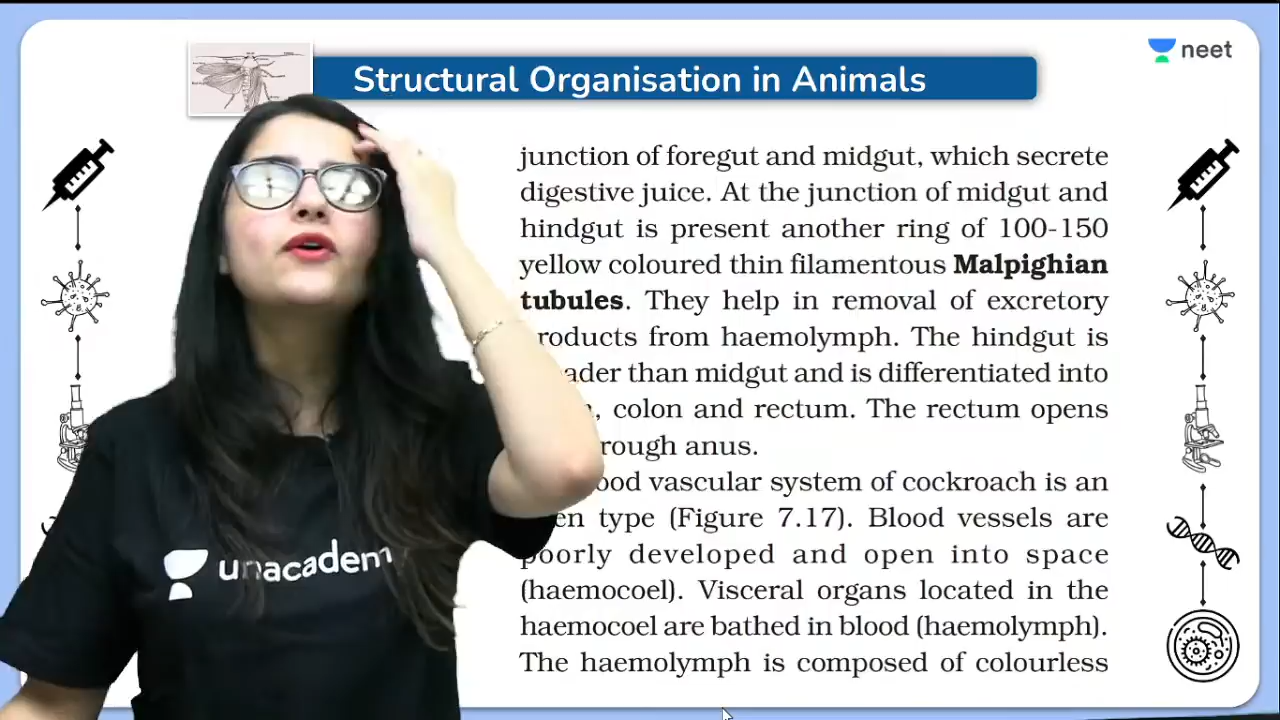 neet
Structural Organisation in Animals
junction of foregut and midgut, which secrete
digestive juice. At the junction of midgut and
hindgut is present another ring of 100-150
yellow coloured thin filamentous Malpighian
tubules. They help in removal of excretory
roducts from haemolymph. The hindgut is
ader than midgut and is differentiated into
, colon and rectum. The rectum opens
rough anus.
ood vascular system of cockroach is an
en type (Figure 7.17). Blood vessels are
poorly developed and open into space
(haemocoel). Visceral organs located in the
haemocoel are bathed in blood (haemolymph).
The haemolymph is composed of colourless
unacadem